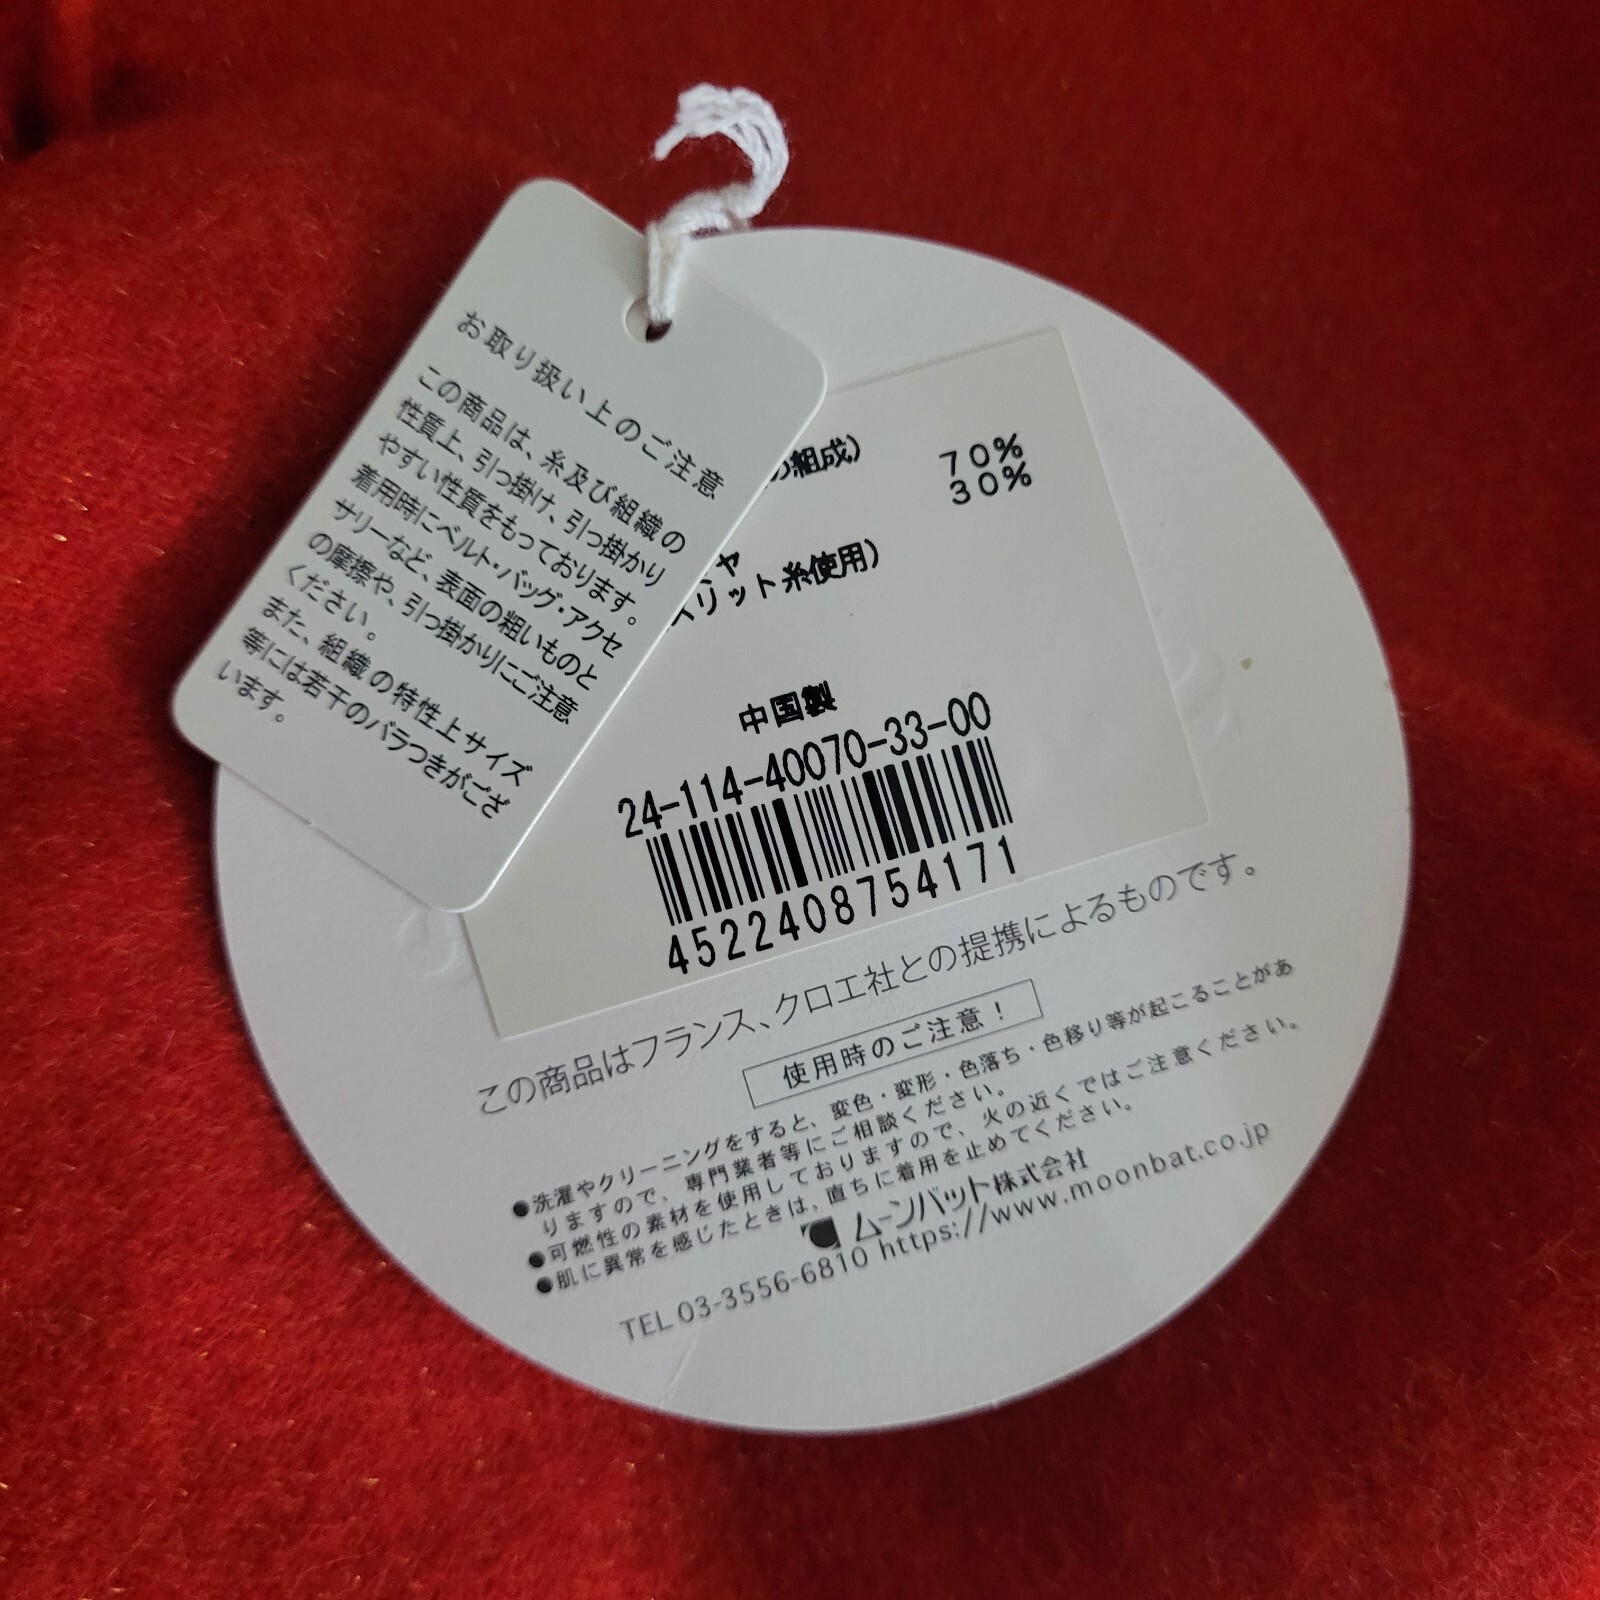 お取り扱い上のご注意
この商品は、糸及び組織の
性質上、引っ掛け、引っ掛かり
やすい性質をもっております。
着用時にベルト・バッグ・アクセ
サリーなど、表面の粗いものと
の摩擦や、引っ掛かりにご注意
ください。
また、組織の特性上サイズ
等には若干のバラつきがござ
います。
の組成)
70%
30%
ャ
リット糸使用)
中国製
24-114-40070-33-00
4522408754171
この商品はフランス、クロエ社との提携によるものです。
使用時のご注意!
●洗濯やクリーニングをすると、変色・変形・色落ち・色移り等が起こることがあ
りますので、専門業者等にご相談ください。
●可燃性の素材を使用しておりますので、火の近くではご注意ください。
●肌に異常を感じたときは、直ちに着用を止めてください。
ムーンバット株式会社
TEL 03-3556-6810 https://www.moonbat.co.jp